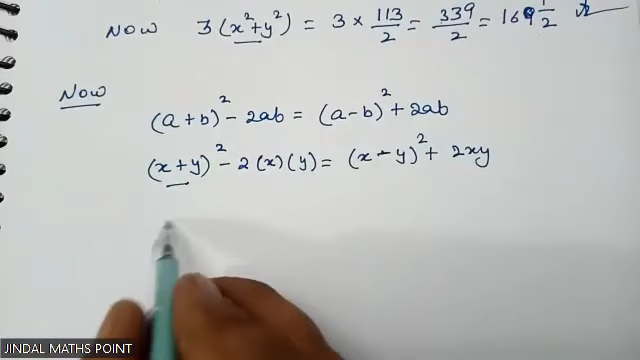 NOW 3(x²+y²) = 3 × 113/2 = 339/2 = 169 1/2
NOW
(a+b)² - 2ab = (a-b)² + 2ab
(x+y)² - 2(x)(y) = (x-y)² + 2xy
JINDAL MATHS POINT